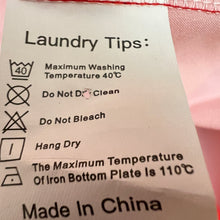 Laundry Tips:
40
Maximum Washing
Temperature 40℃
Do Not Dry Clean
Do Not Bleach
Hang Dry
The Maximum Temperature
Of Iron Bottom Plate Is 110℃
Made In China